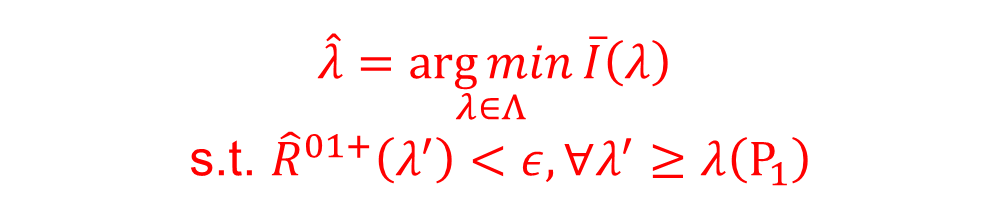 λ̂ = arg min Ī(λ)
λ∈Λ
s.t. R̂⁰¹⁺(λ′) < ϵ, ∀λ′ ≥ λ(P₁)